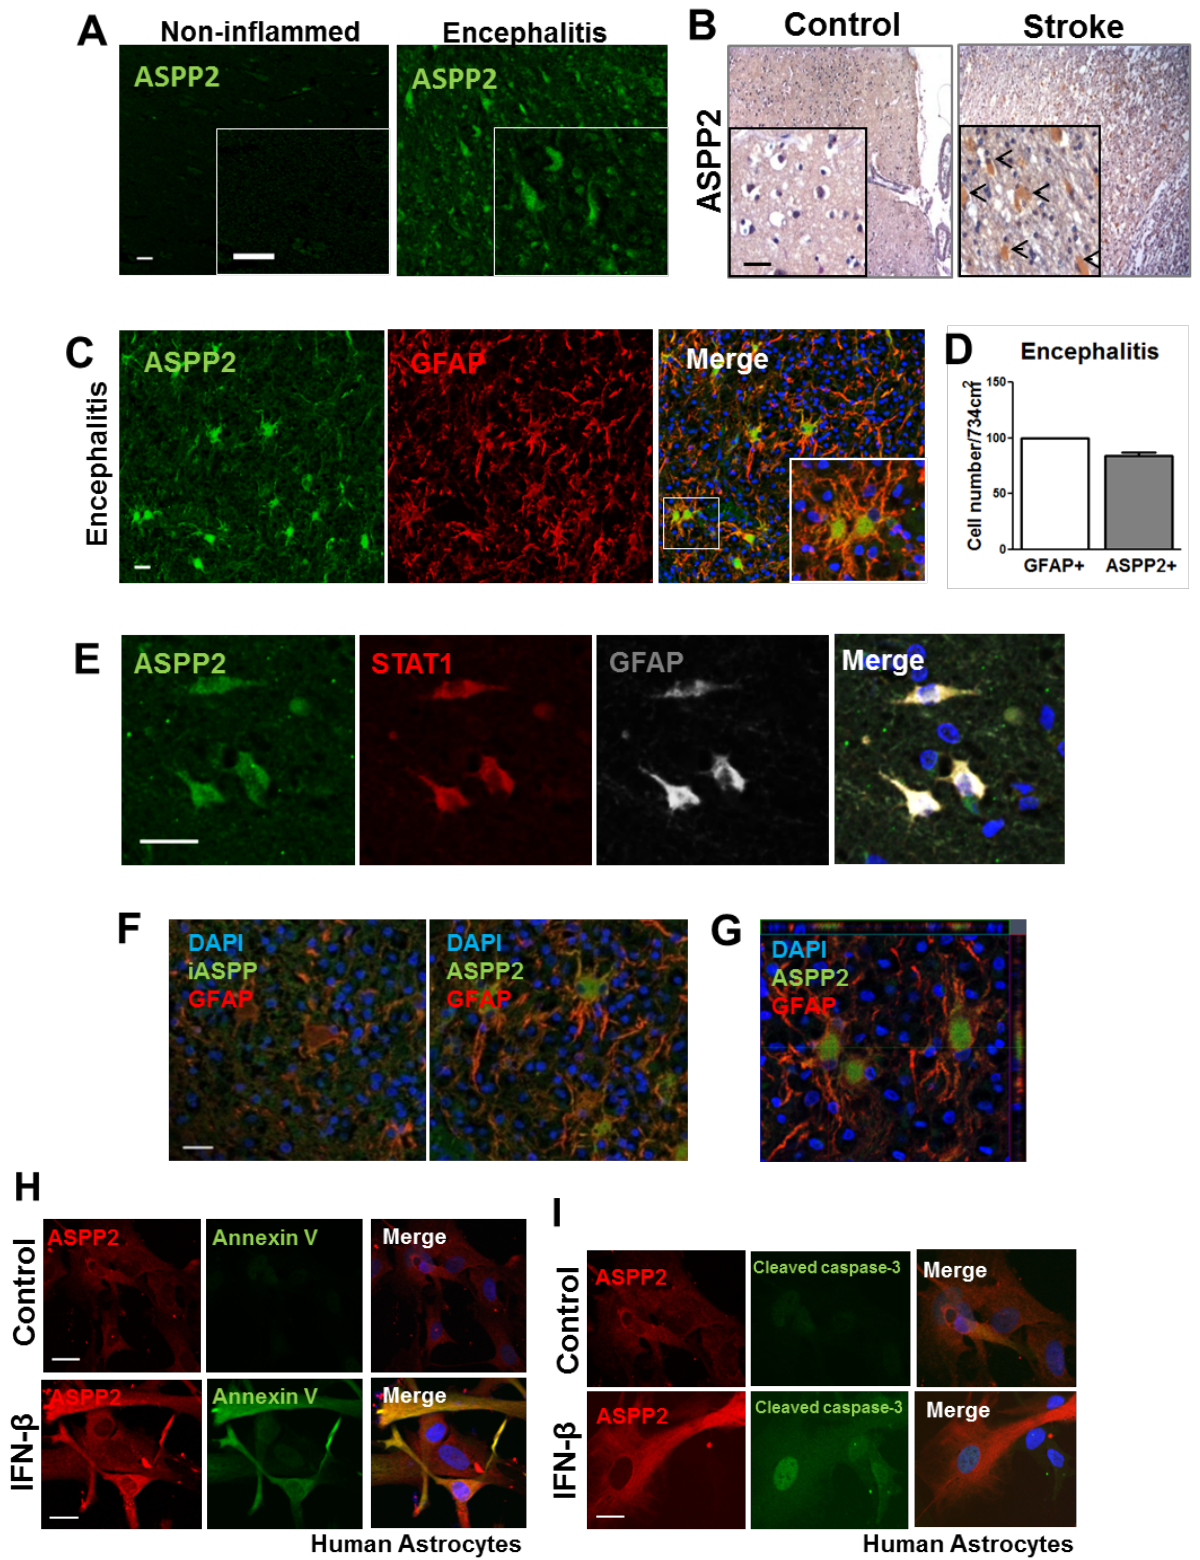 A
Non-inflammed
Encephalitis
ASPP2
ASPP2
B
Control
Stroke
ASPP2
C
Encephalitis
ASPP2
GFAP
Merge
D
Encephalitis
Cell number/734cm²
150
100
50
0
GFAP+
ASPP2+
E
ASPP2
STAT1
GFAP
Merge
F
DAPI
iASPP
GFAP
DAPI
ASPP2
GFAP
G
DAPI
ASPP2
GFAP
H
Control
ASPP2
Annexin V
Merge
IFN-β
ASPP2
Annexin V
Merge
Human Astrocytes
I
Control
ASPP2
Cleaved caspase-3
Merge
IFN-β
ASPP2
Cleaved caspase-3
Merge
Human Astrocytes